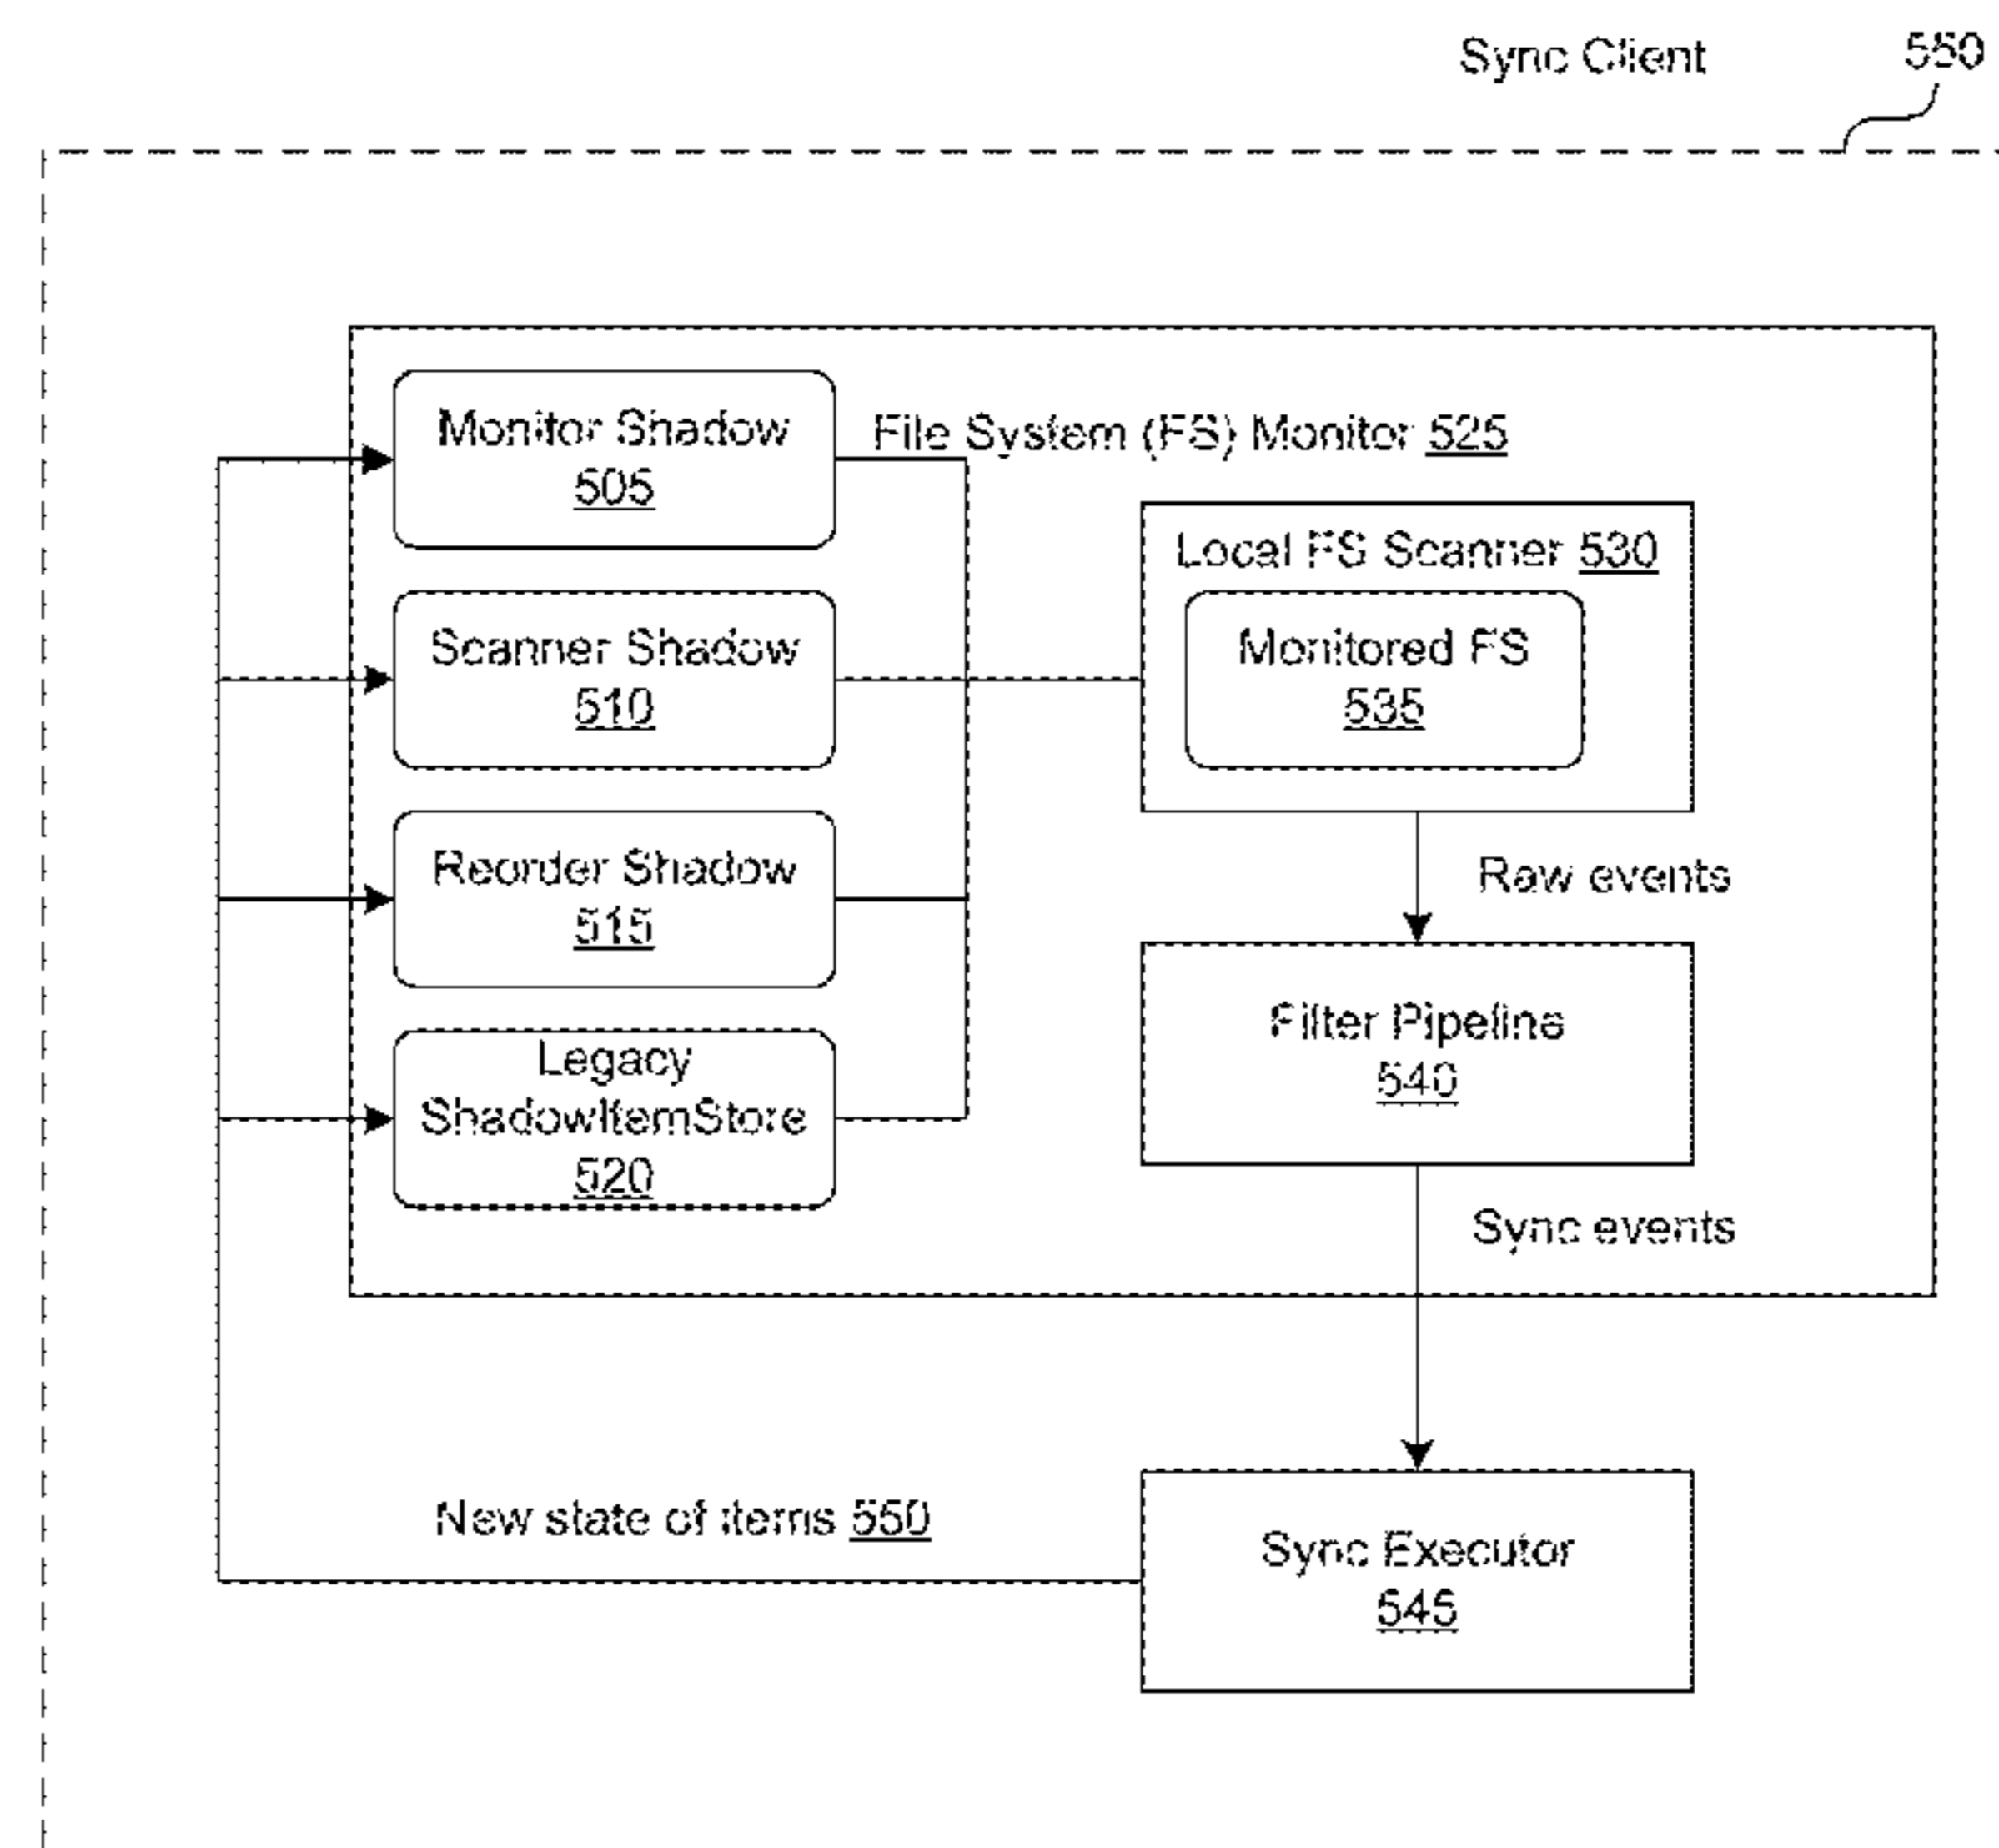 Sync Client
File System (FS) Monitor 525
Monitor Shadow
505
Scanner Shadow
510
Reorder Shadow
515
Legacy
ShadowItemStore
520
Local FS Scanner 530
Monitored FS
535
Raw events
Filter Pipeline
540
Sync events
New state of items 550
Sync Executor
545